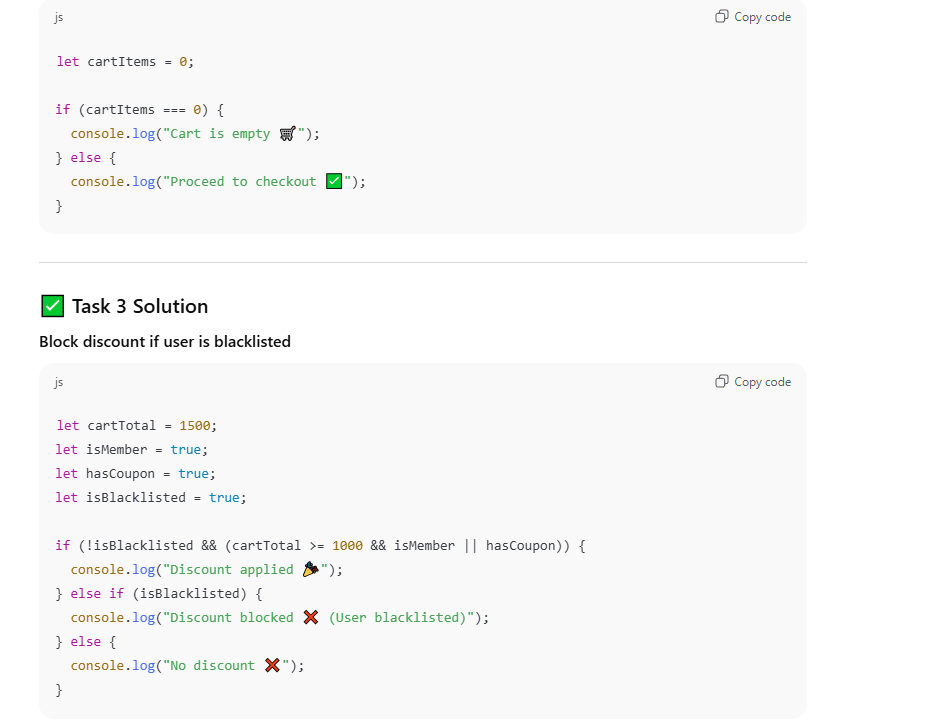 js
Copy code
let cartItems = 0;
if (cartItems === 0) {
  console.log("Cart is empty 🛒");
} else {
  console.log("Proceed to checkout ✅");
}
✅ Task 3 Solution
Block discount if user is blacklisted
js
Copy code
let cartTotal = 1500;
let isMember = true;
let hasCoupon = true;
let isBlacklisted = true;
if (!isBlacklisted && (cartTotal >= 1000 && isMember || hasCoupon)) {
  console.log("Discount applied 🎉");
} else if (isBlacklisted) {
  console.log("Discount blocked ❌ (User blacklisted)");
} else {
  console.log("No discount ❌");
}